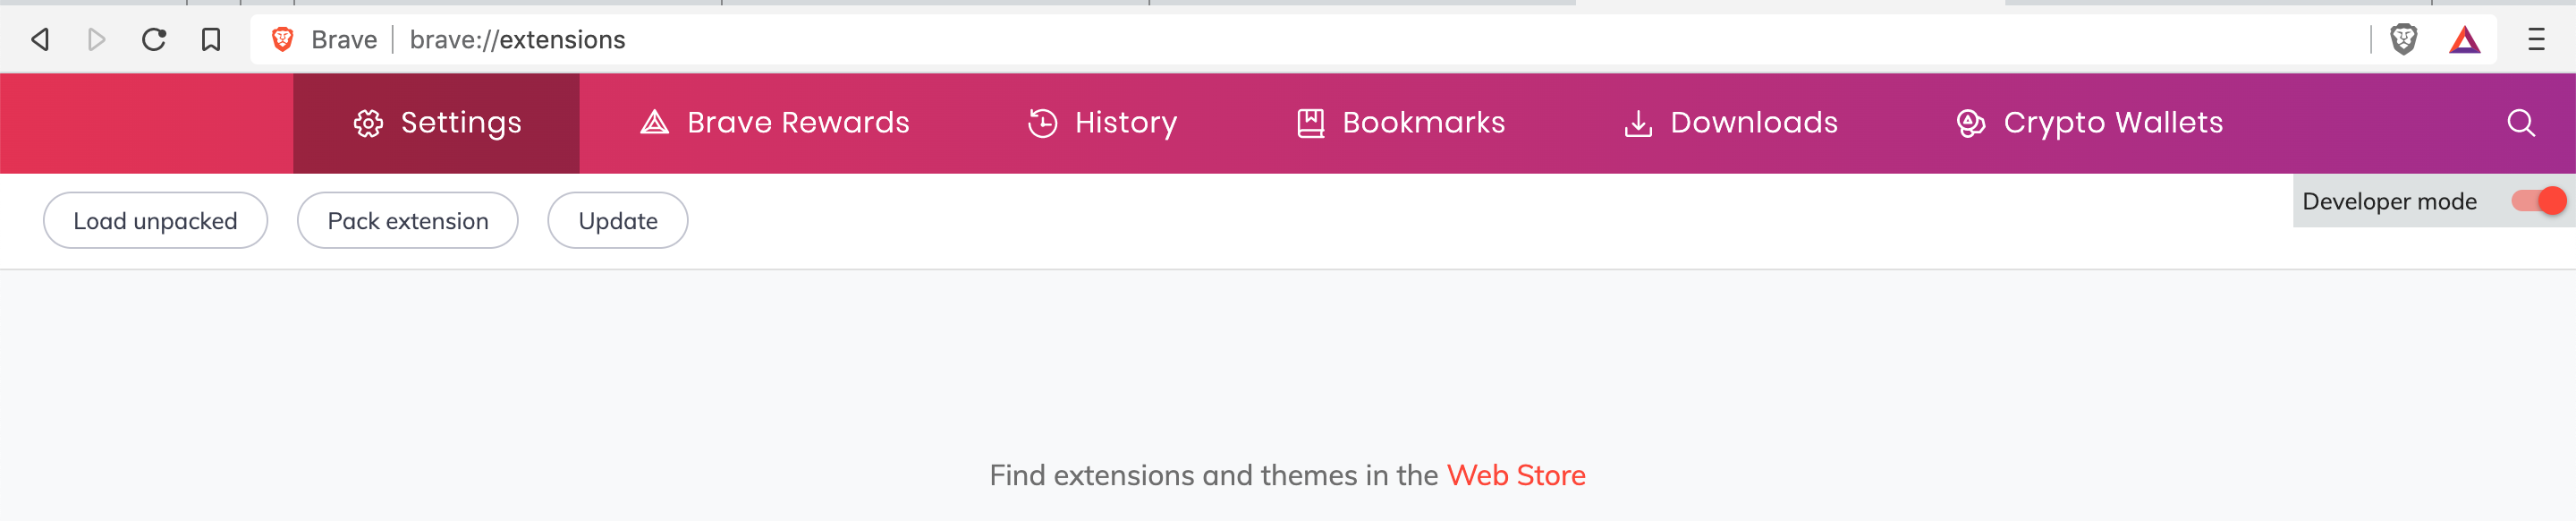 Brave | brave://extensions
Settings Brave Rewards History Bookmarks Downloads Crypto Wallets
Load unpacked Pack extension Update Developer mode
Find extensions and themes in the Web Store